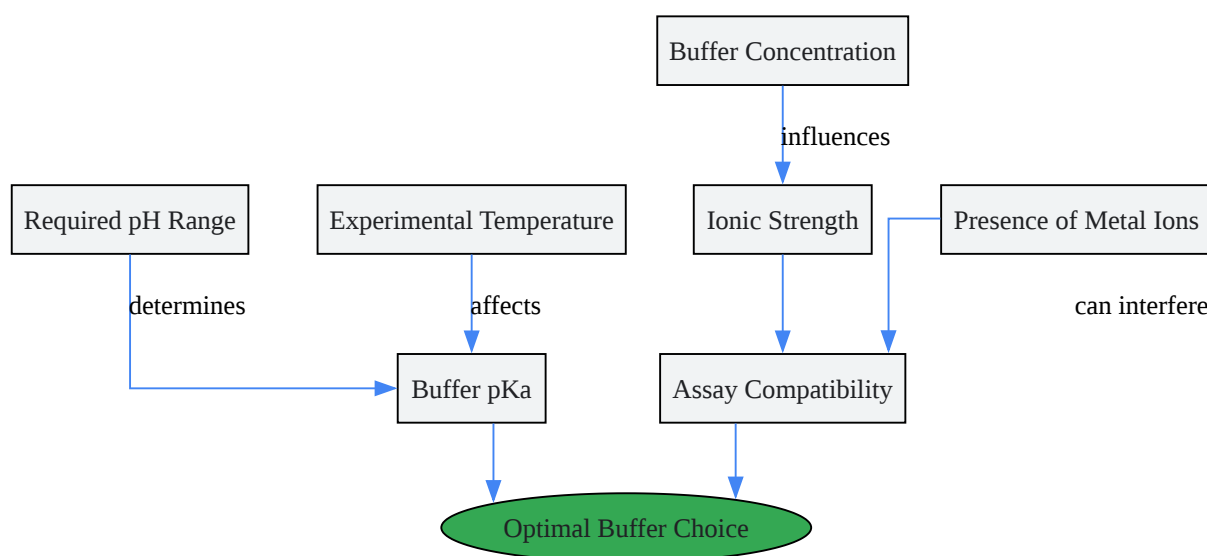 Buffer Concentration
influences
Required pH Range
Experimental Temperature
Ionic Strength
Presence of Metal Ions
determines
affects
can interfere
Buffer pKa
Assay Compatibility
Optimal Buffer Choice